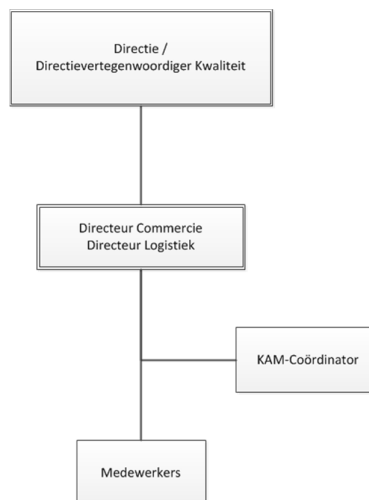 Directie /
Directievertegenwoordiger Kwaliteit
Directeur Commercie
Directeur Logistiek
KAM-Coördinator
Medewerkers